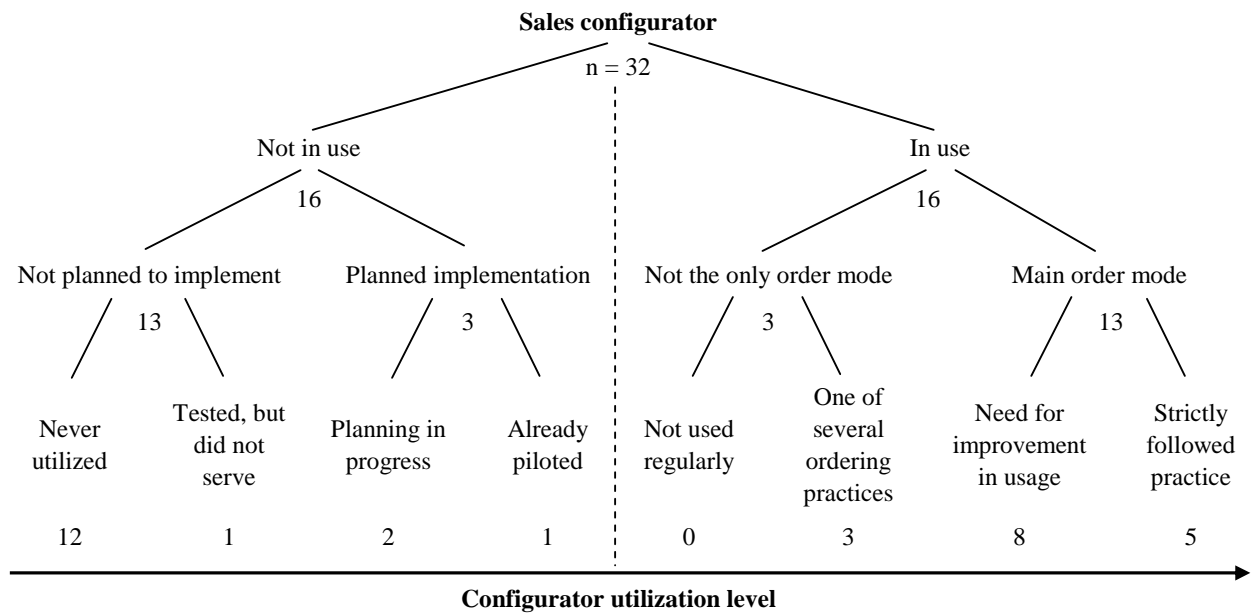 Sales configurator
n = 32
Not in use
In use
16
16
Not planned to implement
Planned implementation
Not the only order mode
Main order mode
13
3
3
13
Never
utilized
Tested, but
did not
serve
Planning in
progress
Already
piloted
Not used
regularly
One of
several
ordering
practices
Need for
improvement
in usage
Strictly
followed
practice
12
1
2
1
0
3
8
5
Configurator utilization level